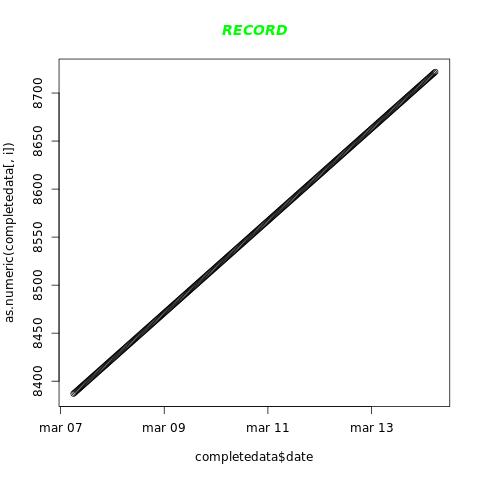 RECORD
as.numeric(completedata[, i])
8700
8650
8600
8550
8500
8450
8400
mar 07 mar 09 mar 11 mar 13
completedata$date